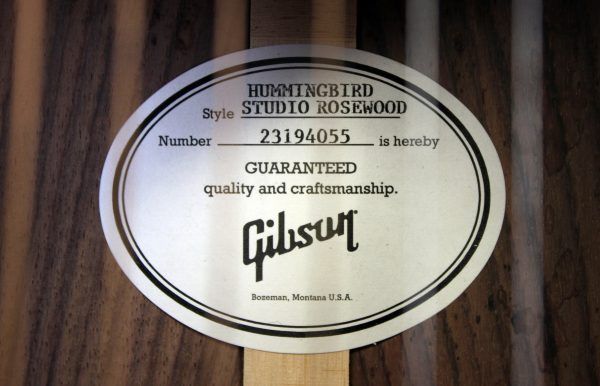 HUMMINGBIRD
Style STUDIO ROSEWOOD
Number 23194055 is hereby
GUARANTEED
quality and craftsmanship.
Gibson
Bozeman, Montana U.S.A.